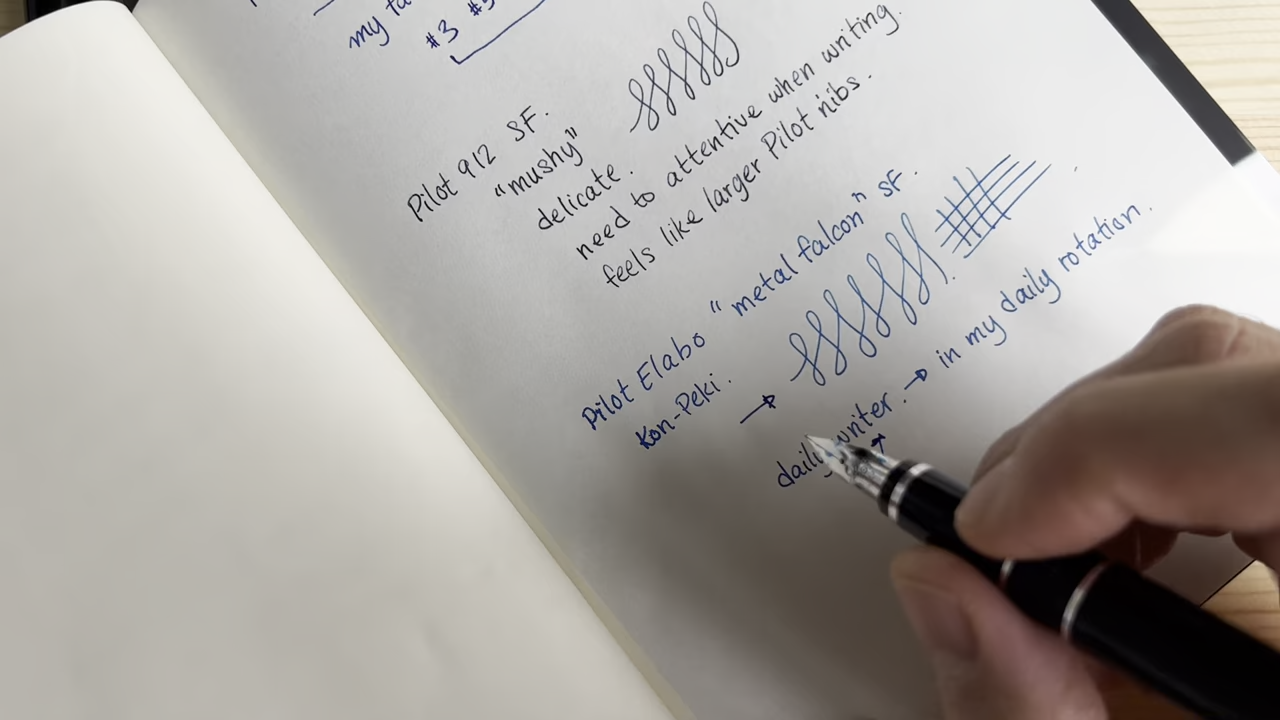 my
#3 #5
Pilot 912 SF.
"mushy"
delicate.
need to attentive when writing.
feels like larger Pilot nibs.
Pilot Elabo "metal falcon" SF.
Kon-Peki. →
daily writer. → in my daily rotation.